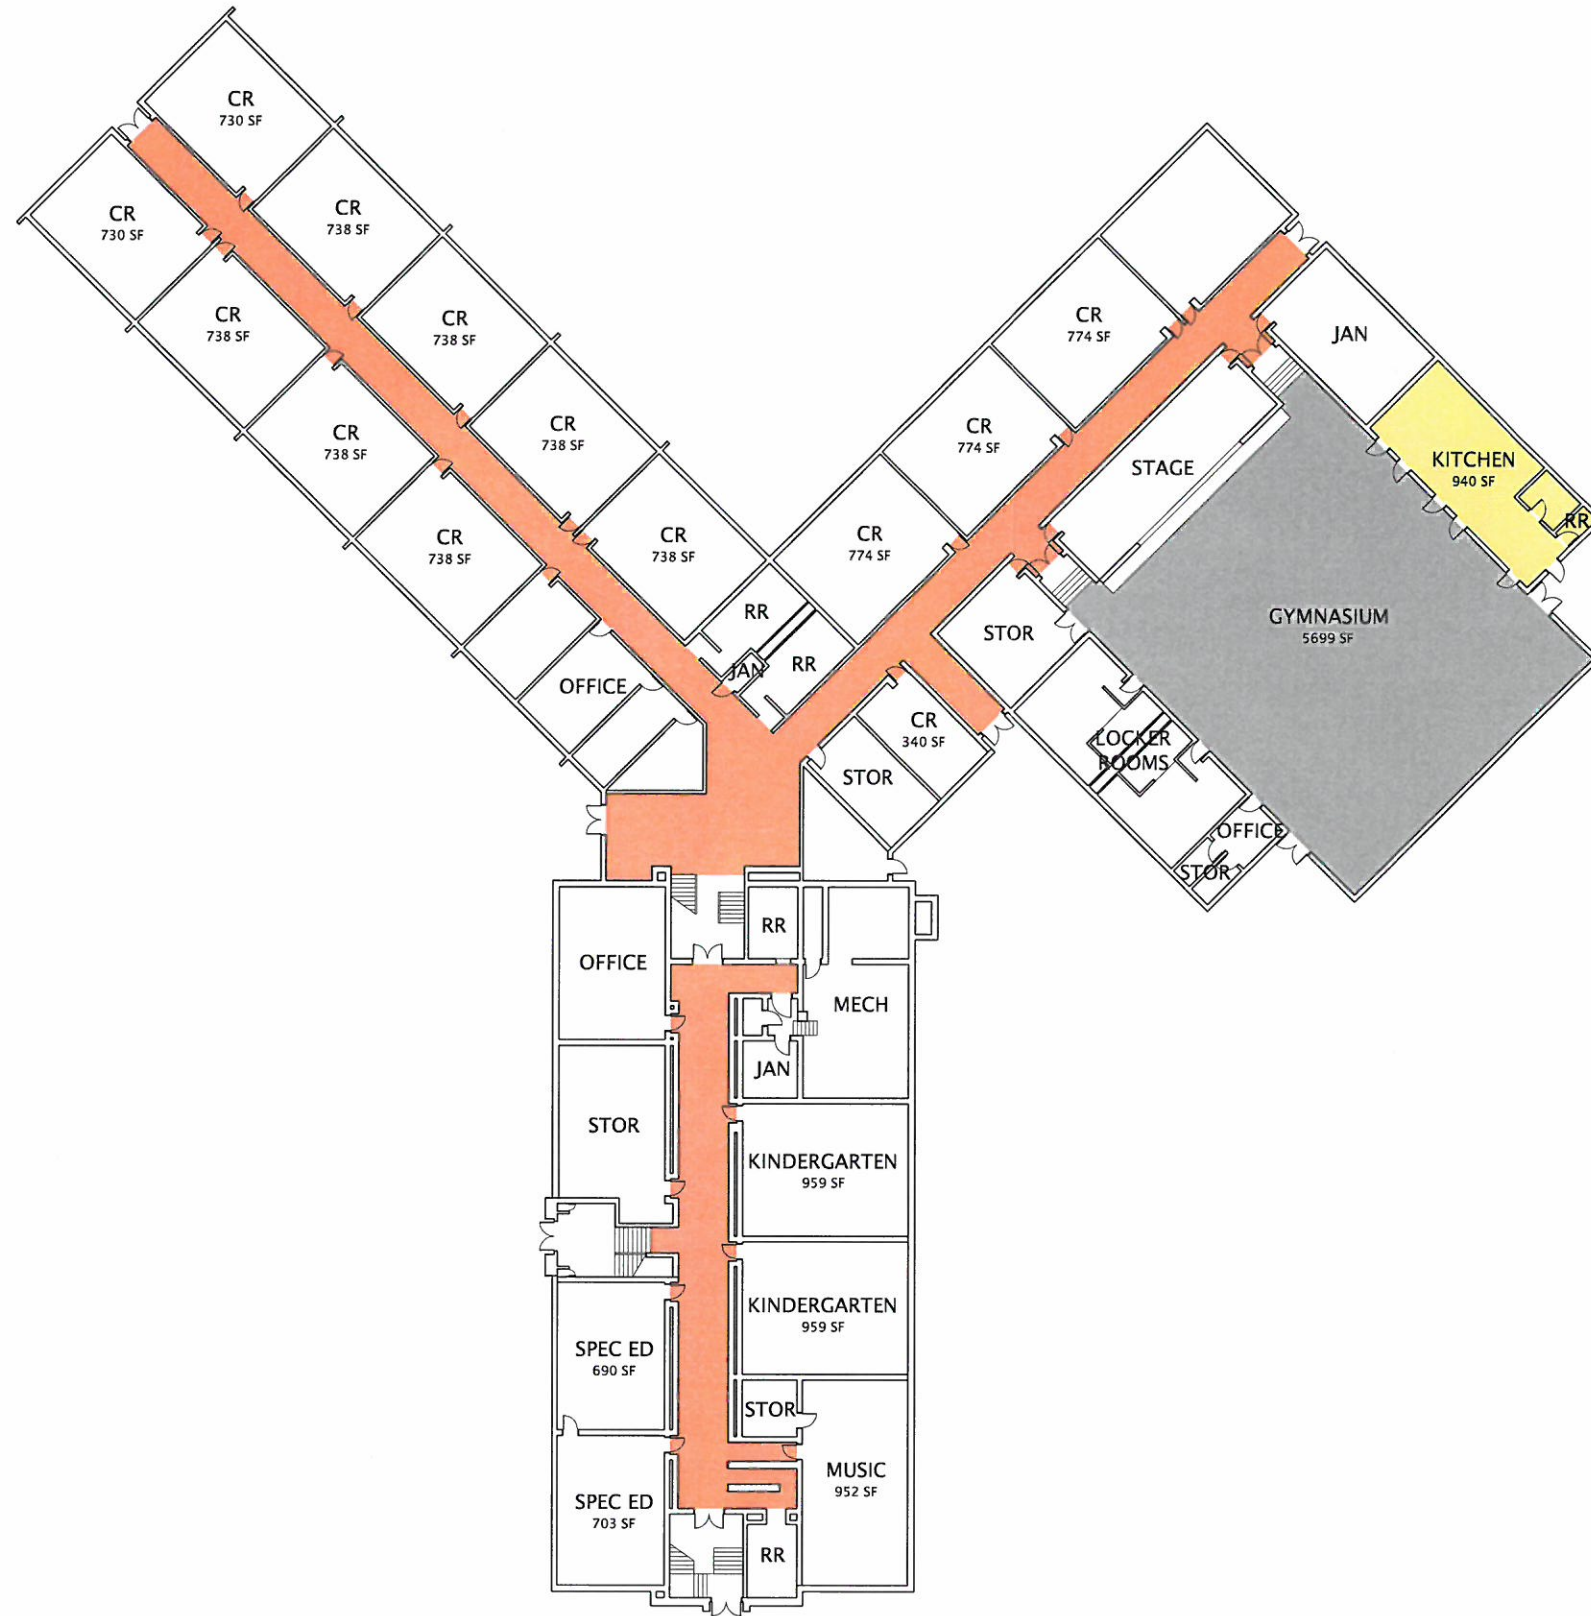 CR
730 SF
CR
730 SF
CR
738 SF
CR
738 SF
CR
738 SF
CR
738 SF
CR
738 SF
CR
738 SF
CR
738 SF
OFFICE
RR
JAN
RR
CR
774 SF
CR
774 SF
CR
774 SF
JAN
KITCHEN
940 SF
RR
STAGE
GYMNASIUM
5699 SF
STOR
CR
340 SF
STOR
LOCKER
ROOMS
OFFICE
STOR
OFFICE
RR
MECH
JAN
STOR
KINDERGARTEN
959 SF
KINDERGARTEN
959 SF
SPEC ED
690 SF
STOR
MUSIC
952 SF
SPEC ED
703 SF
RR